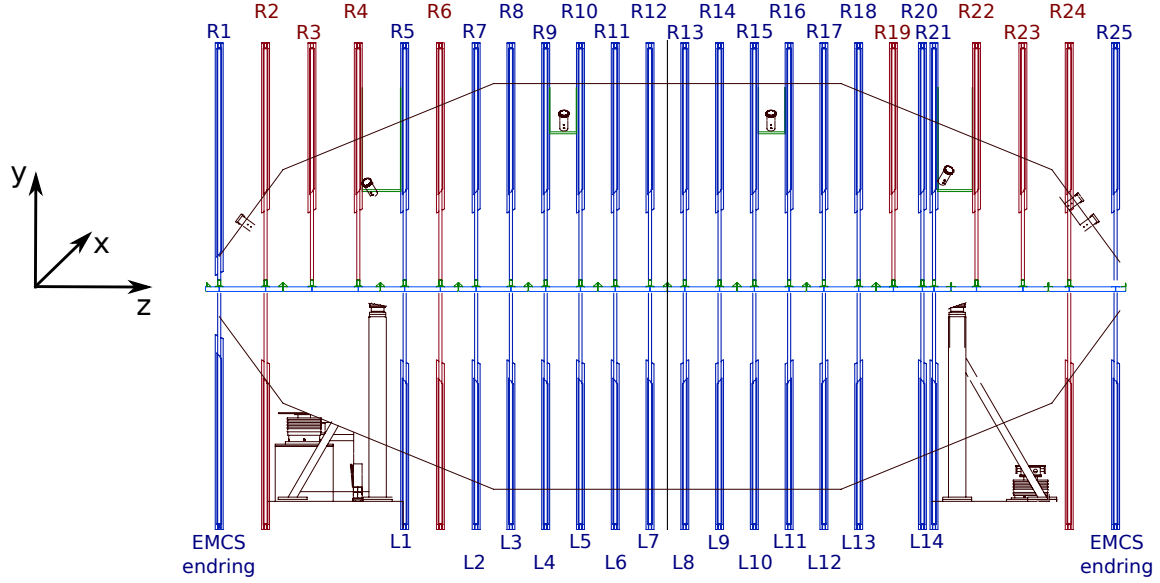 R2 R4 R6 R8 R10 R12 R14 R16 R18 R20 R22 R24
R1 R3 R5 R7 R9 R11 R13 R15 R17 R19 R21 R23 R25
y
x
z
EMCS
endring
L1 L3 L5 L7 L9 L11 L13 L14
L2 L4 L6 L8 L10 L12
EMCS
endring